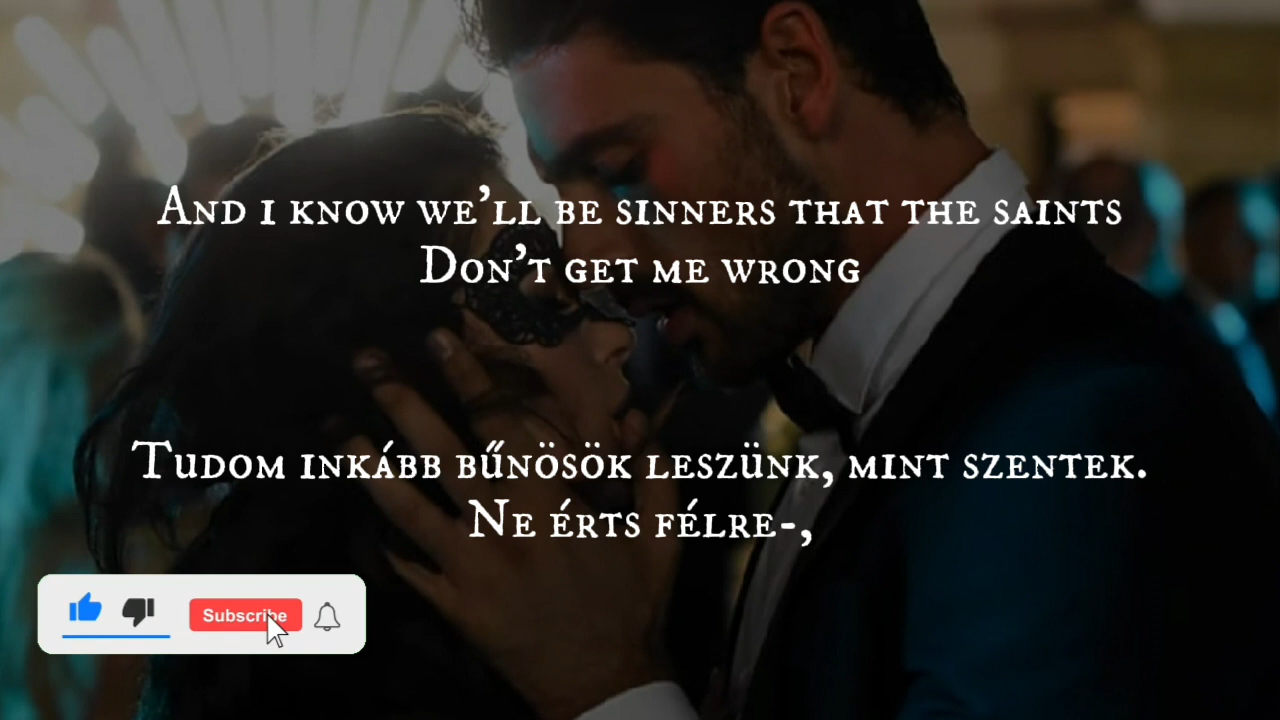 And I know we'll be sinners that the saints
Don't get me wrong
Tudom inkább bűnösök leszünk, mint szentek.
Ne érts félre-,
Subscribe